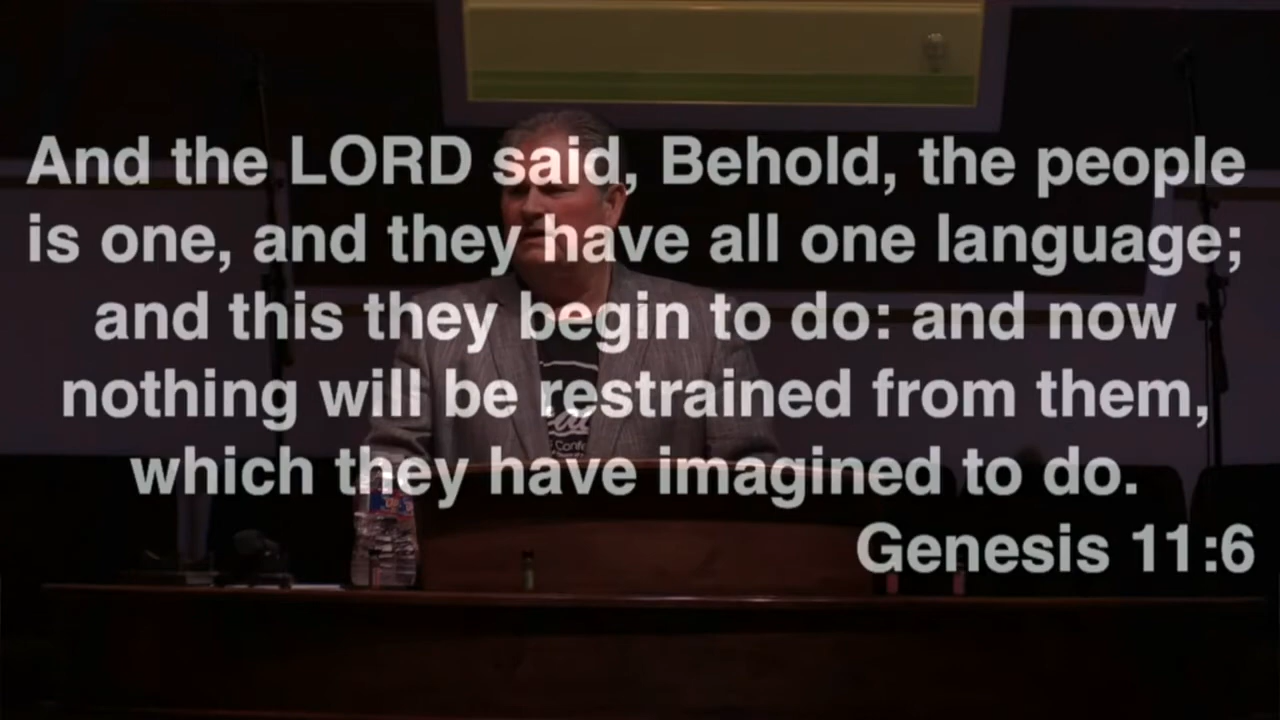 And the LORD said, Behold, the people
is one, and they have all one language;
and this they begin to do: and now
nothing will be restrained from them,
which they have imagined to do.
Genesis 11:6